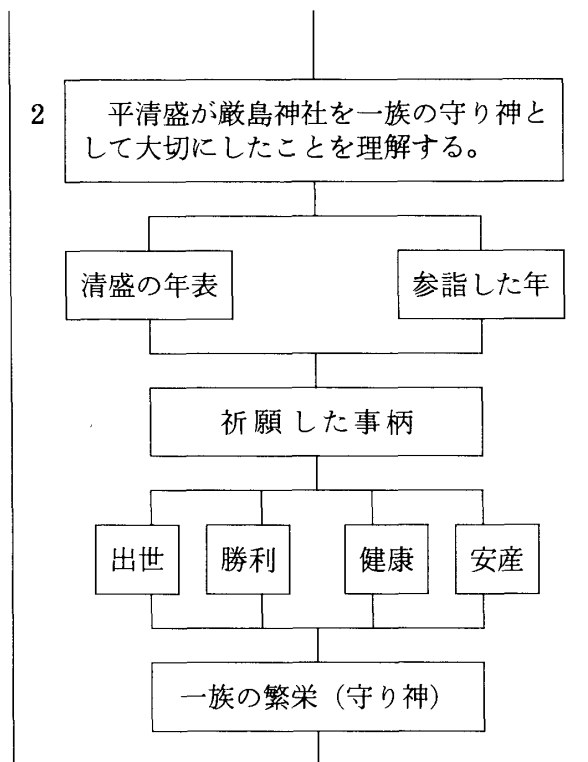 2 平清盛が厳島神社を一族の守り神と
して大切にしたことを理解する。
清盛の年表
参詣した年
祈願した事柄
出世
勝利
健康
安産
一族の繁栄（守り神）